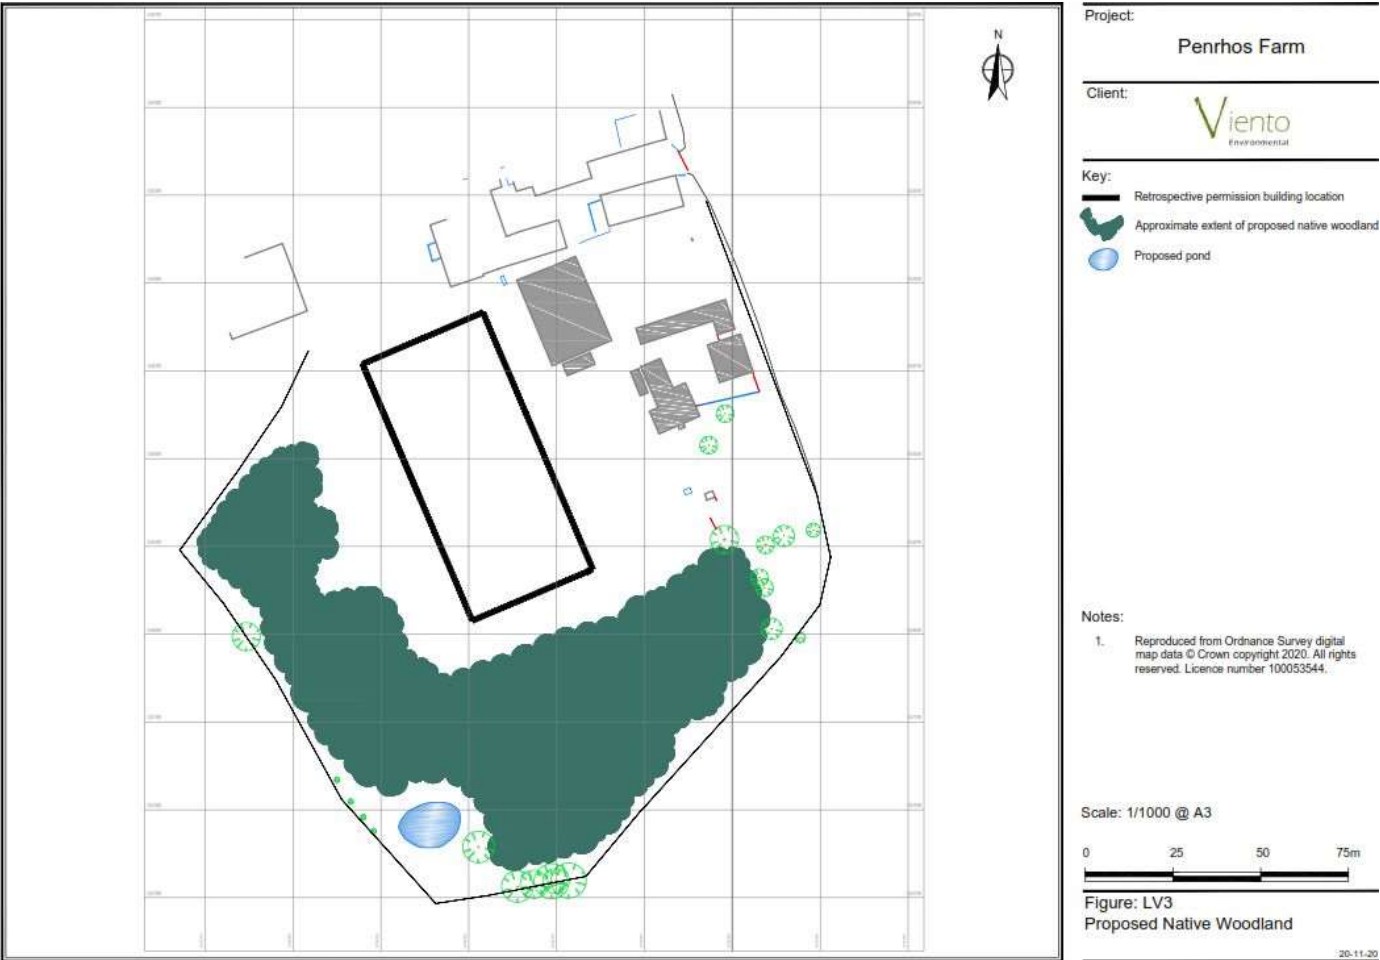 N
Project:
Penrhos Farm
Client:
Viento
Environmental
Key:
Retrospective permission building location
Approximate extent of proposed native woodland
Proposed pond
Notes:
1. Reproduced from Ordnance Survey digital
map data © Crown copyright 2020. All rights
reserved. Licence number 100053544.
Scale: 1/1000 @ A3
0 25 50 75m
Figure: LV3
Proposed Native Woodland
20-11-20